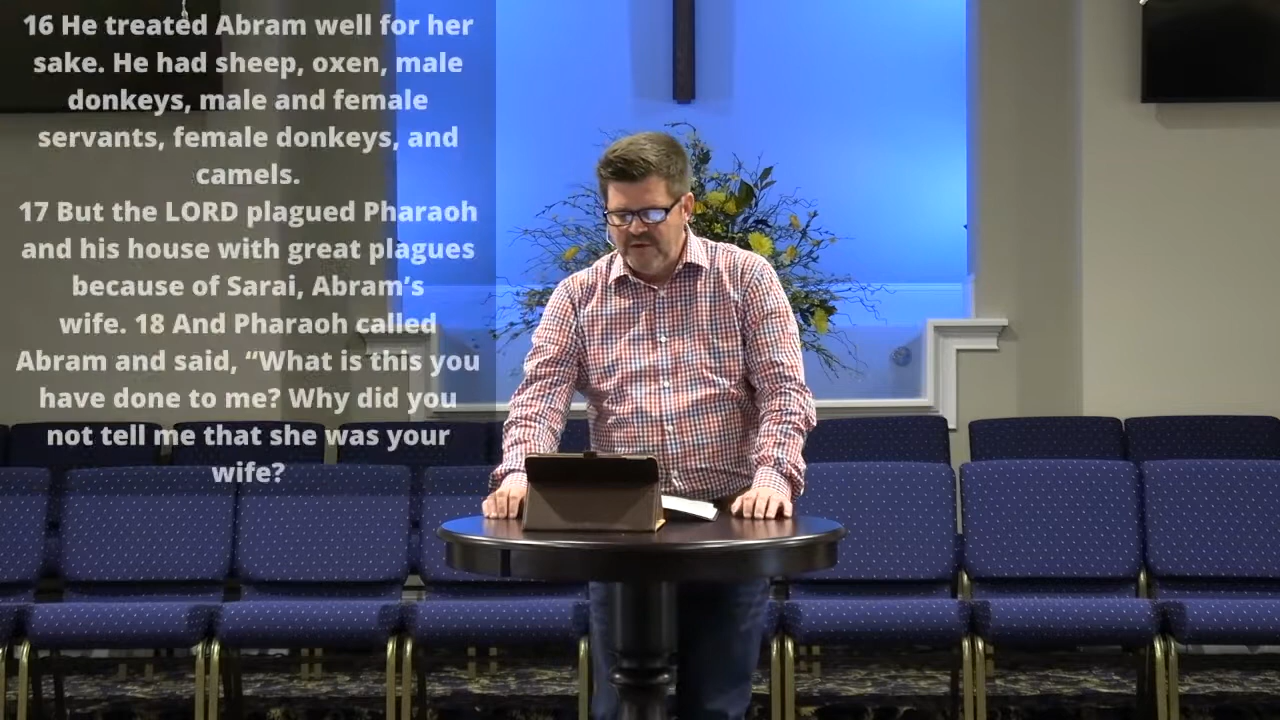 16 He treated Abram well for her
sake. He had sheep, oxen, male
donkeys, male and female
servants, female donkeys, and
camels.
17 But the LORD plagued Pharaoh
and his house with great plagues
because of Sarai, Abram’s
wife. 18 And Pharaoh called
Abram and said, “What is this you
have done to me? Why did you
not tell me that she was your
wife?